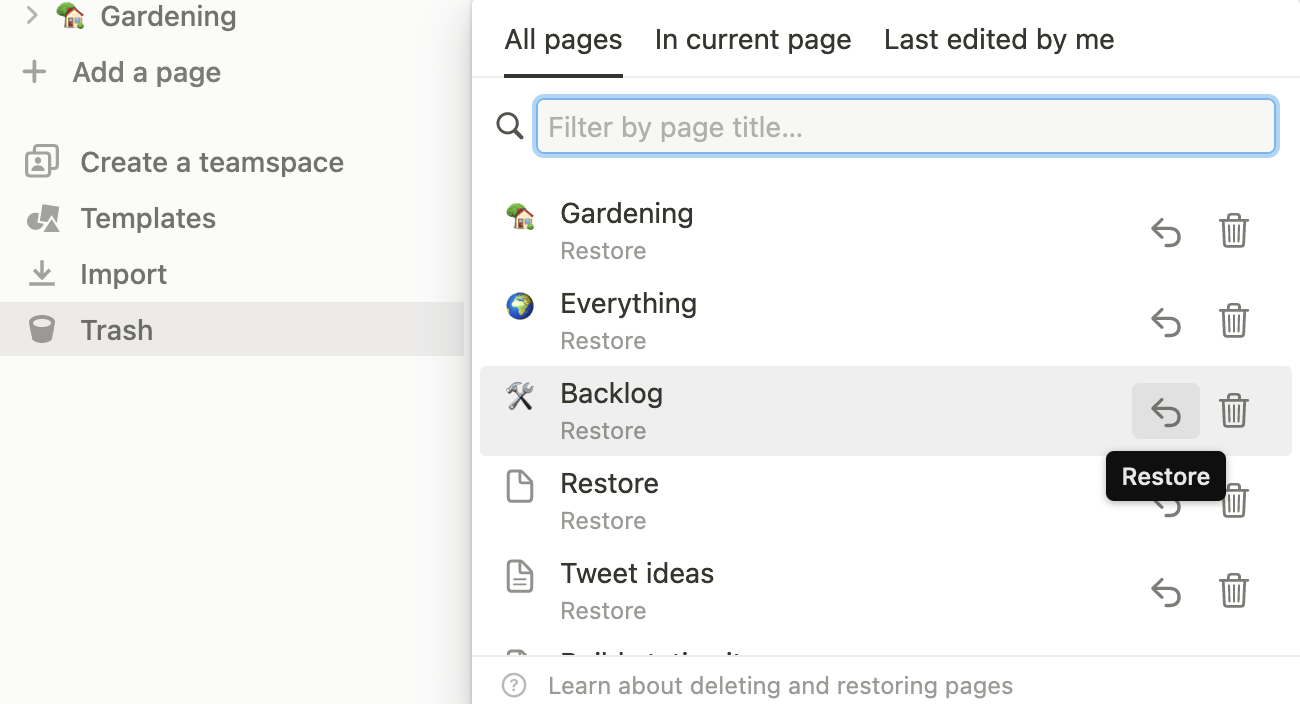 Gardening
Add a page
Create a teamspace
Templates
Import
Trash
All pages In current page Last edited by me
Filter by page title...
Gardening
Restore
Everything
Restore
Backlog
Restore
Restore
Restore
Restore
Tweet ideas
Restore
Learn about deleting and restoring pages